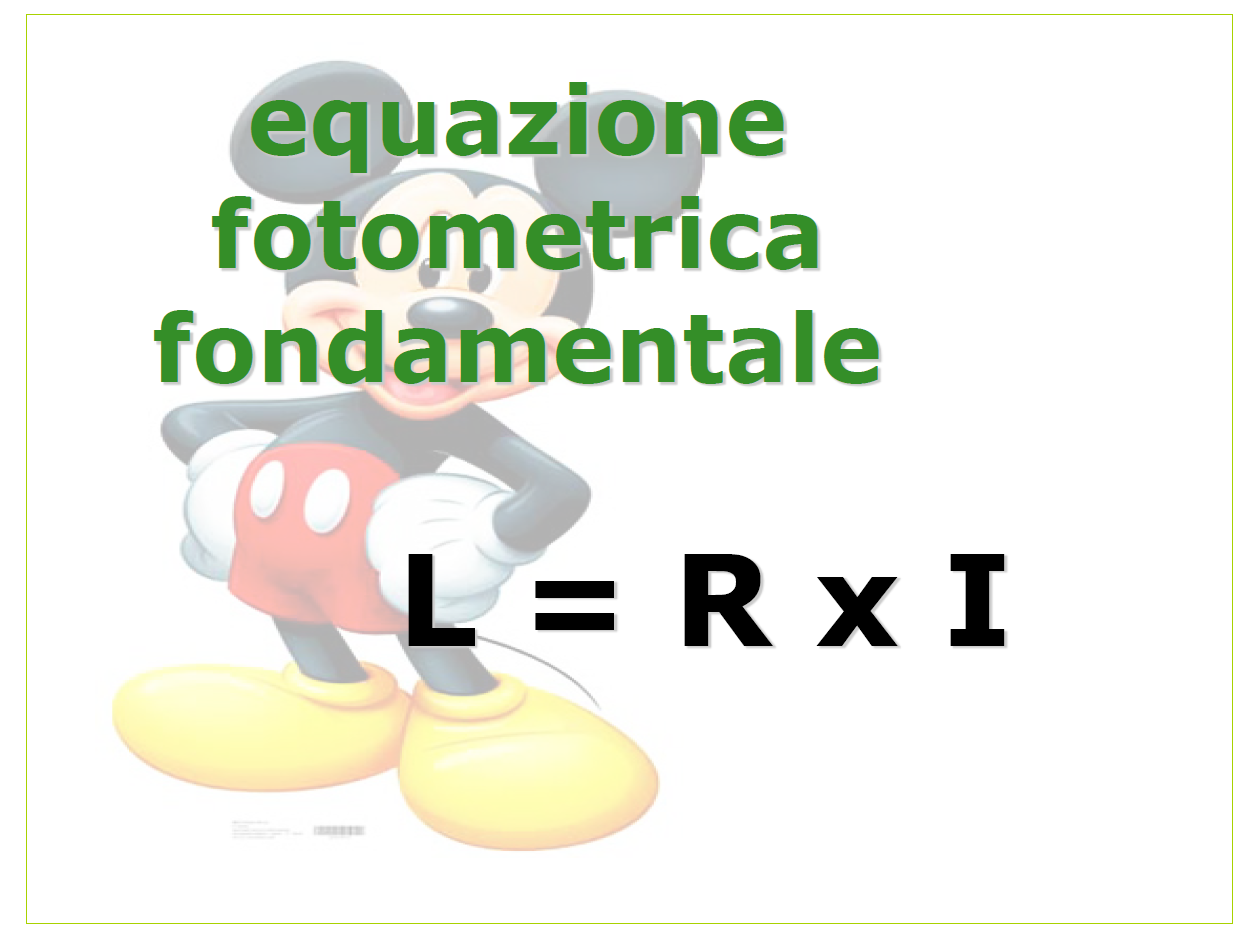 equazione
fotometrica
fondamentale
L = R x I